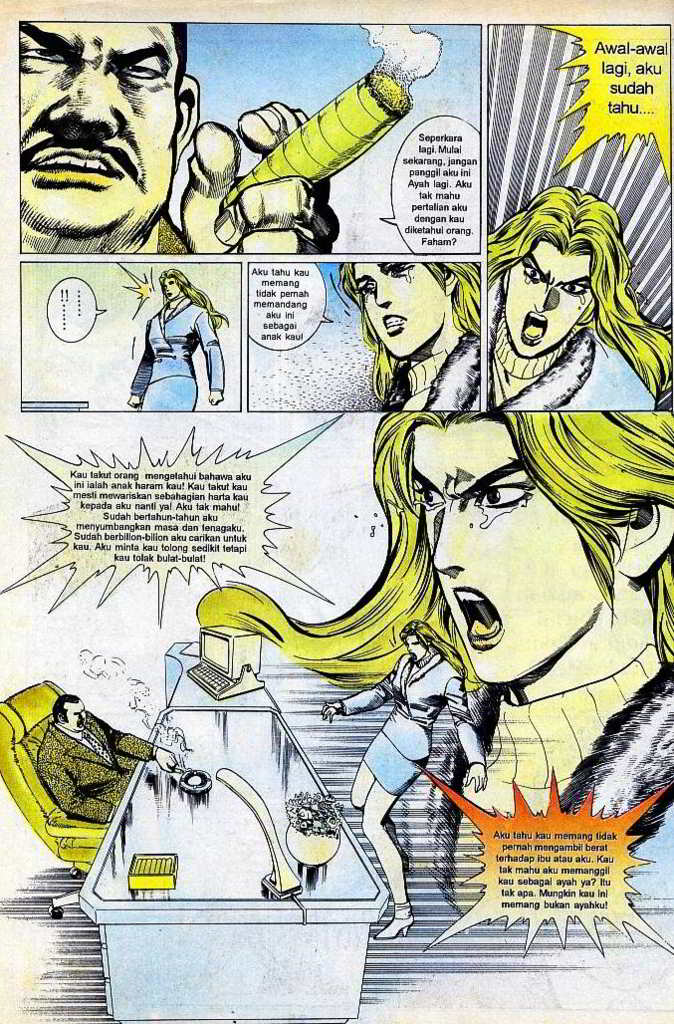 Seperkara
lagi. Mulai
sekarang, jangan
panggil aku
Ayah lagi. Aku
tak mahu
pertalian aku
dengan kau
diketahui orang.
Faham?
Awal-awal
lagi, aku
sudah
tahu....
!! ......
Aku tahu kau
memang
tidak pernah
memandang
aku ini
sebagai
anak kau!
Kau takut orang mengetahui bahawa aku
ini ialah anak haram kau! Kau takut kau
mesti mewariskan sebahagian harta kau
kepada aku nanti ya! Aku tak mahu!
Sudah bertahun-tahun aku
menyumbangkan masa dan tenagaku.
Sudah berbilion-bilion aku carikan untuk
kau. Aku minta kau tolong sedikit tetapi
kau tolak bulat-bulat!
Aku tahu kau memang tidak
pernah mengambil berat
terhadap ibu atau aku. Kau
tak mahu aku memanggil
kau sebagai ayah ya? Itu
tak apa. Mungkin kau ini
memang bukan ayahku!